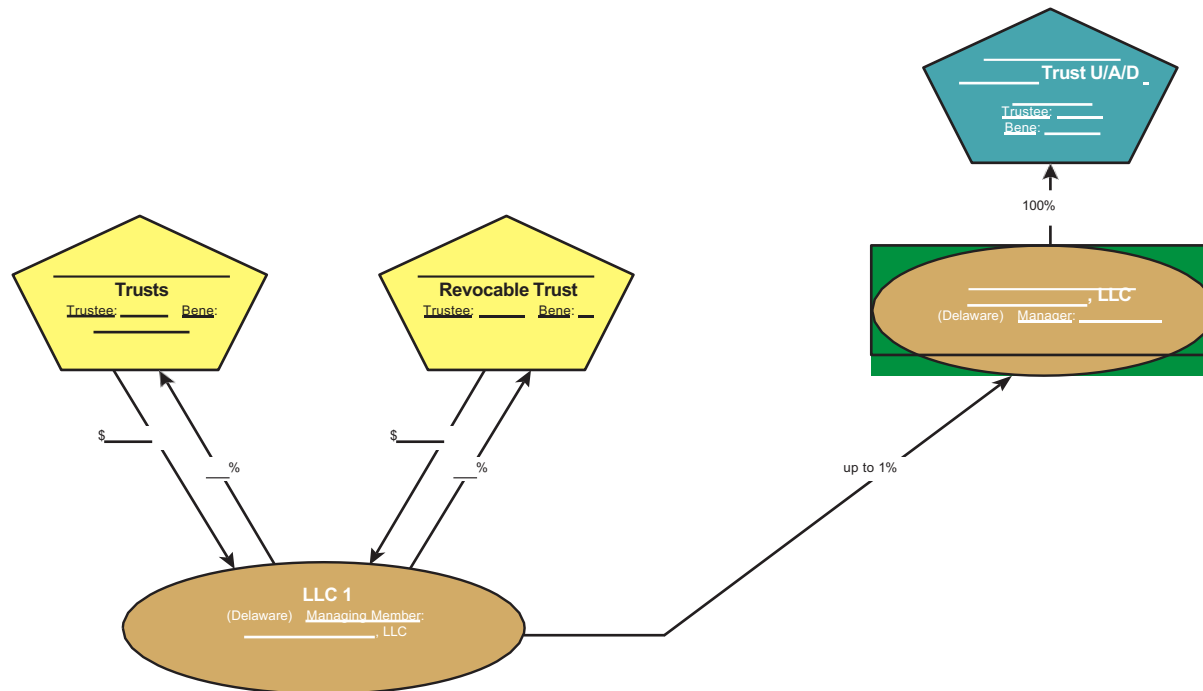 Trust U/A/D
Trustee:
Bene:
100%
Trusts
Trustee: Bene:
Revocable Trust
Trustee: Bene:
, LLC
(Delaware) Manager:
$
%
$
%
up to 1%
LLC 1
(Delaware) Managing Member:
, LLC